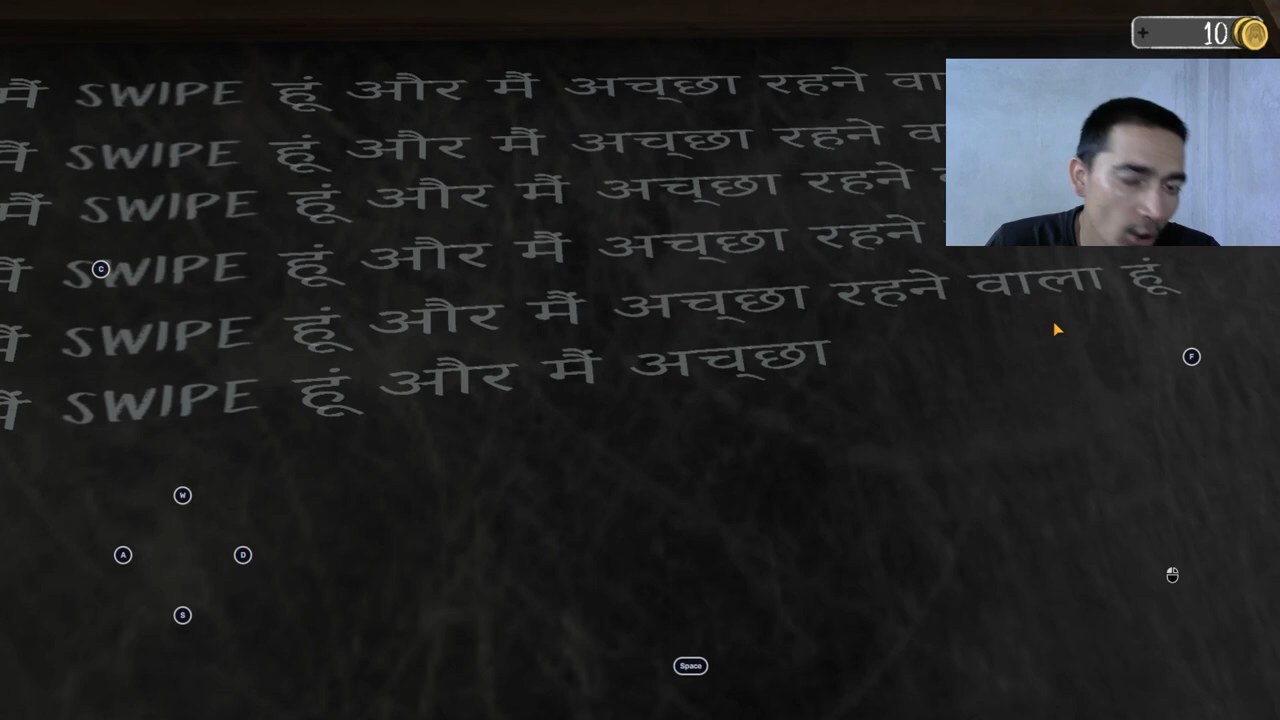 10
मैं SWIPE हूं और मैं अच्छा रहने वा
मैं SWIPE हूं और मैं अच्छा रहने
मैं SWIPE हूं और मैं अच्छा रहने
मैं SWIPE हूं और मैं अच्छा रहने
मैं SWIPE हूं और मैं अच्छा रहने वाला हूं
मैं SWIPE हूं और मैं अच्छा
C
F
W
A D
S
Space